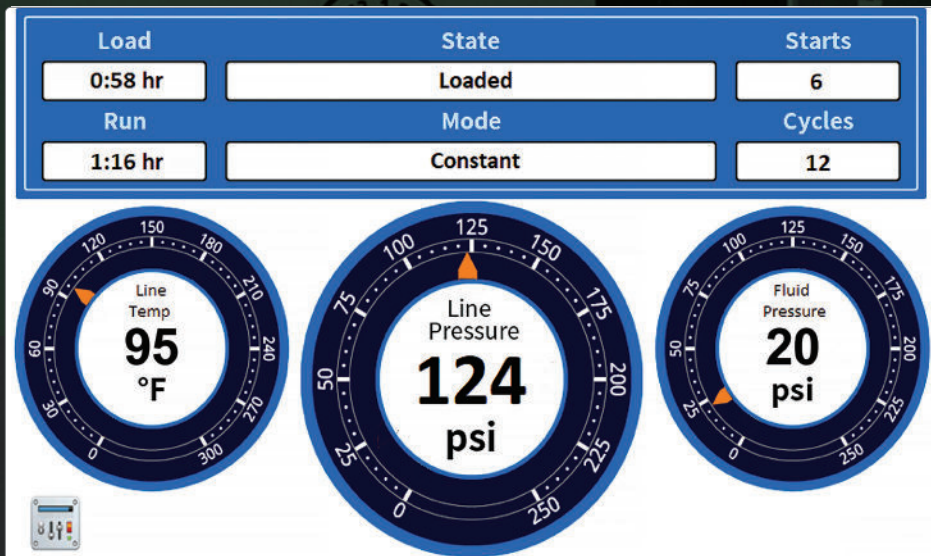 Load State Starts
0:58 hr Loaded 6
Run Mode Cycles
1:16 hr Constant 12
0 30 60 90 120 150 180 210 240 270 300
Line
Temp
95
°F
0 25 50 75 100 125 150 175 200 225 250
Line
Pressure
124
psi
0 25 50 75 100 125 150 175 200 225 250
Fluid
Pressure
20
psi